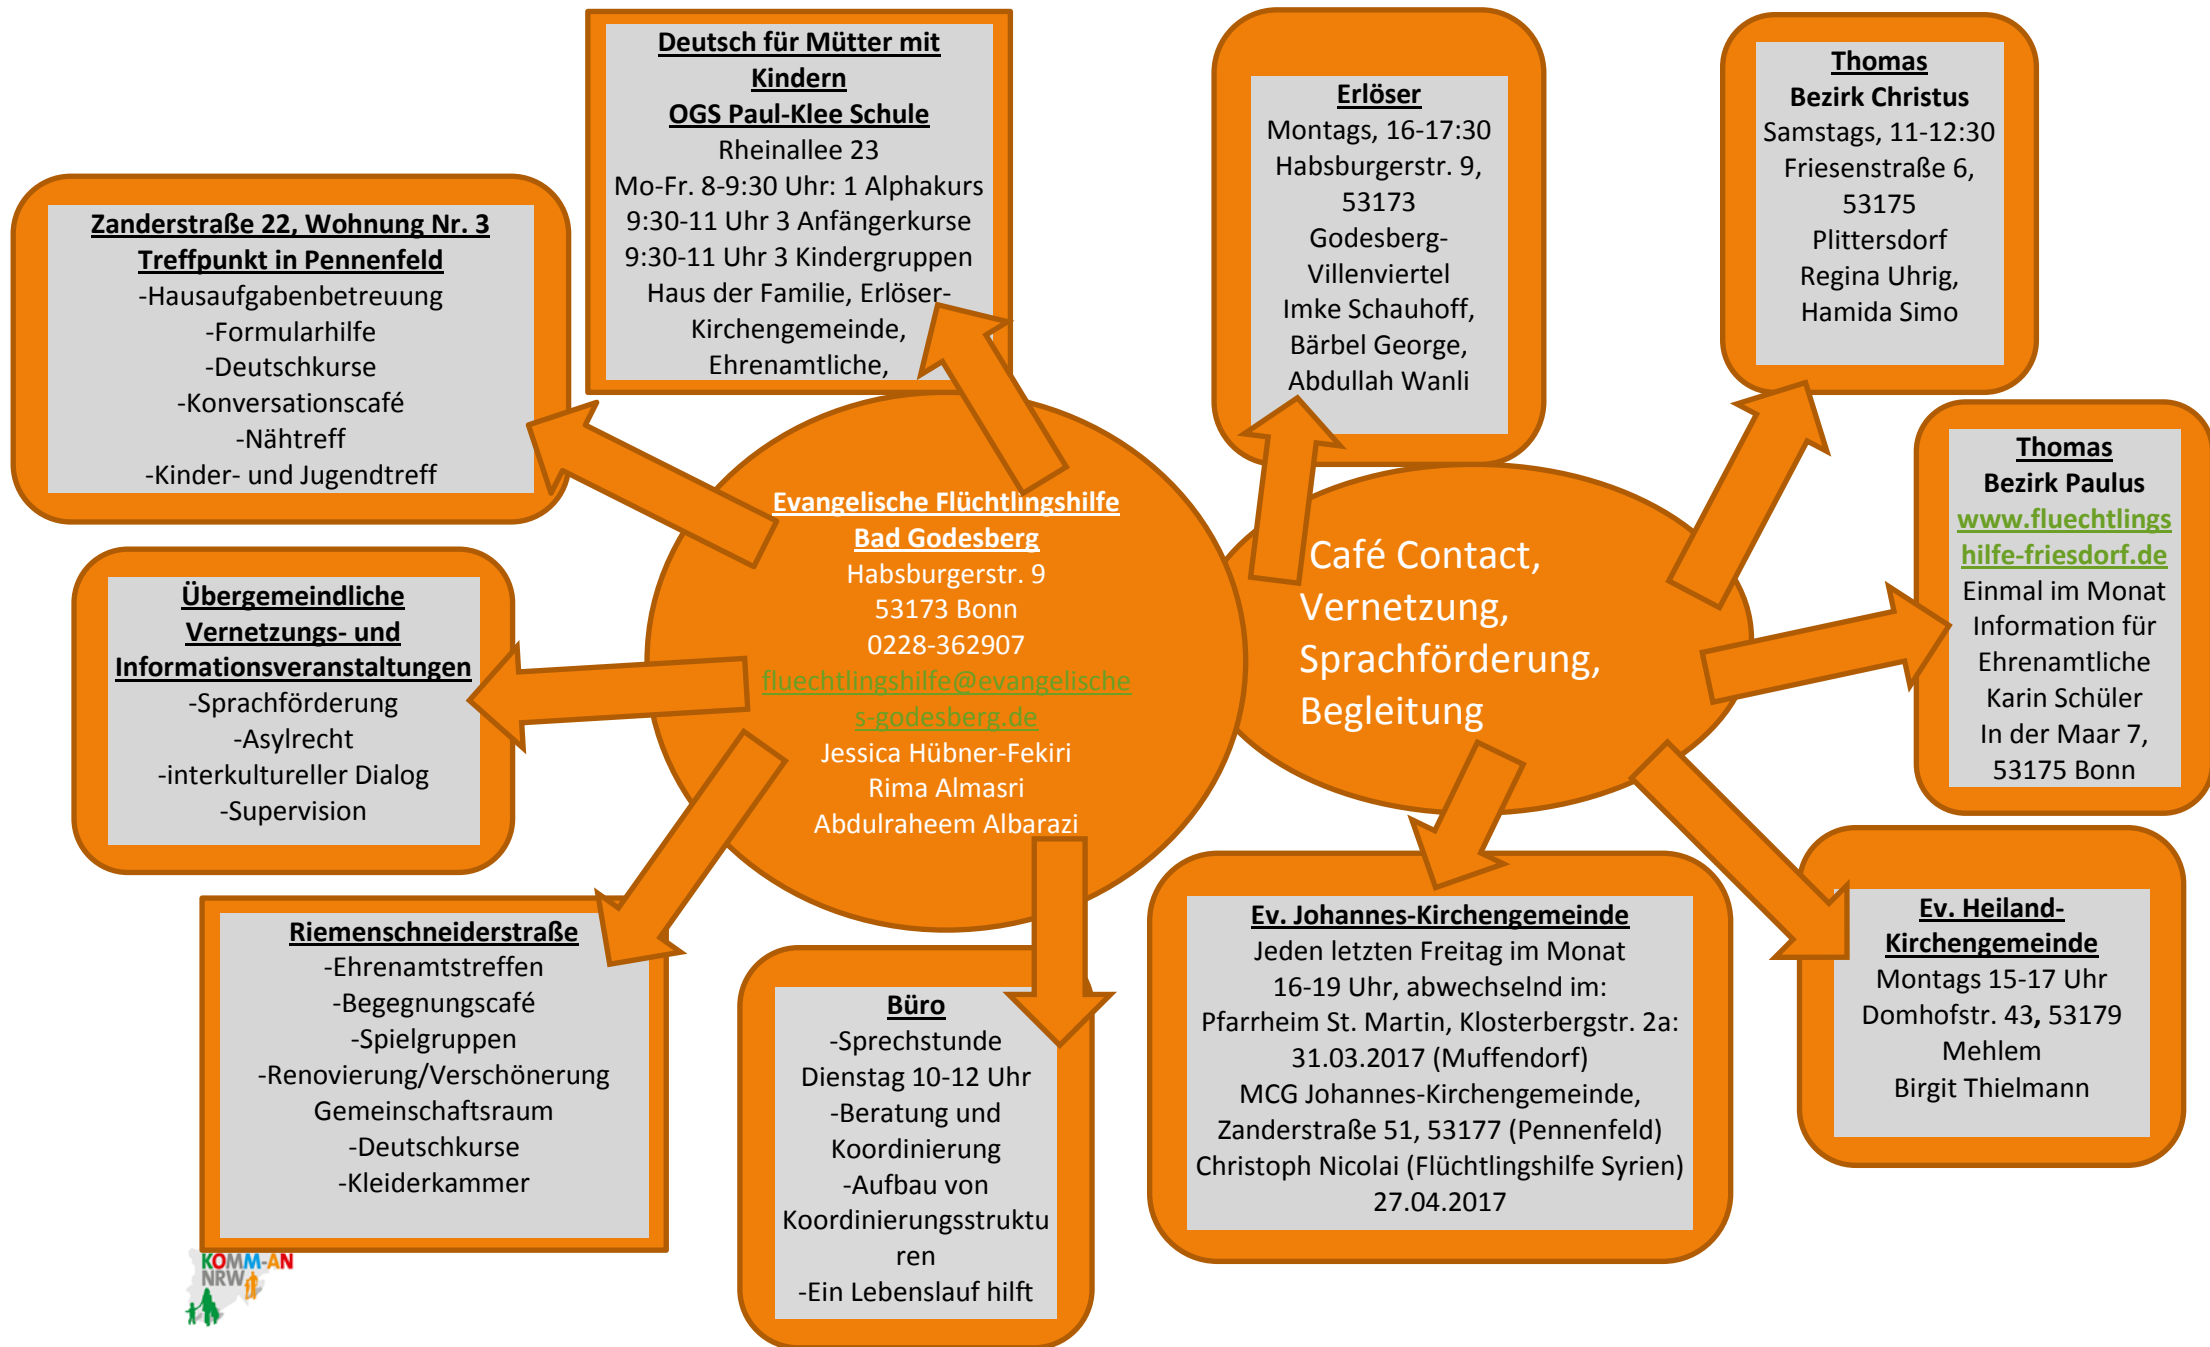 Deutsch für Mütter mit
Kindern
OGS Paul-Klee Schule
Rheinallee 23
Mo-Fr. 8-9:30 Uhr: 1 Alphakurs
9:30-11 Uhr 3 Anfängerkurse
9:30-11 Uhr 3 Kindergruppen
Haus der Familie, Erlöser-
Kirchengemeinde,
Ehrenamtliche,
Erlöser
Montags, 16-17:30
Habsburgerstr. 9,
53173
Godesberg-
Villenviertel
Imke Schauhoff,
Bärbel George,
Abdullah Wanli
Thomas
Bezirk Christus
Samstags, 11-12:30
Friesenstraße 6,
53175
Plittersdorf
Regina Uhrig,
Hamida Simo
Zanderstraße 22, Wohnung Nr. 3
Treffpunkt in Pennenfeld
-Hausaufgabenbetreuung
-Formularhilfe
-Deutschkurse
-Konversationscafé
-Nähtreff
-Kinder- und Jugendtreff
Evangelische Flüchtlingshilfe
Bad Godesberg
Habsburgerstr. 9
53173 Bonn
0228-362907
fluechtlingshilfe@evangelische
s-godesberg.de
Jessica Hübner-Fekiri
Rima Almasri
Abdulraheem Albarazi
Café Contact,
Vernetzung,
Sprachförderung,
Begleitung
Thomas
Bezirk Paulus
www.fluechtlings
hilfe-friesdorf.de
Einmal im Monat
Information für
Ehrenamtliche
Karin Schüler
In der Maar 7,
53175 Bonn
Übergemeindliche
Vernetzungs- und
Informationsveranstaltungen
-Sprachförderung
-Asylrecht
-interkultureller Dialog
-Supervision
Riemenschneiderstraße
-Ehrenamtstreffen
-Begegnungscafé
-Spielgruppen
-Renovierung/Verschönerung
Gemeinschaftsraum
-Deutschkurse
-Kleiderkammer
Büro
-Sprechstunde
Dienstag 10-12 Uhr
-Beratung und
Koordinierung
-Aufbau von
Koordinierungsstruktu
ren
-Ein Lebenslauf hilft
Ev. Johannes-Kirchengemeinde
Jeden letzten Freitag im Monat
16-19 Uhr, abwechselnd im:
Pfarrheim St. Martin, Klosterbergstr. 2a:
31.03.2017 (Muffendorf)
MCG Johannes-Kirchengemeinde,
Zanderstraße 51, 53177 (Pennenfeld)
Christoph Nicolai (Flüchtlingshilfe Syrien)
27.04.2017
Ev. Heiland-
Kirchengemeinde
Montags 15-17 Uhr
Domhofstr. 43, 53179
Mehlem
Birgit Thielmann
KOMM-AN
NRW